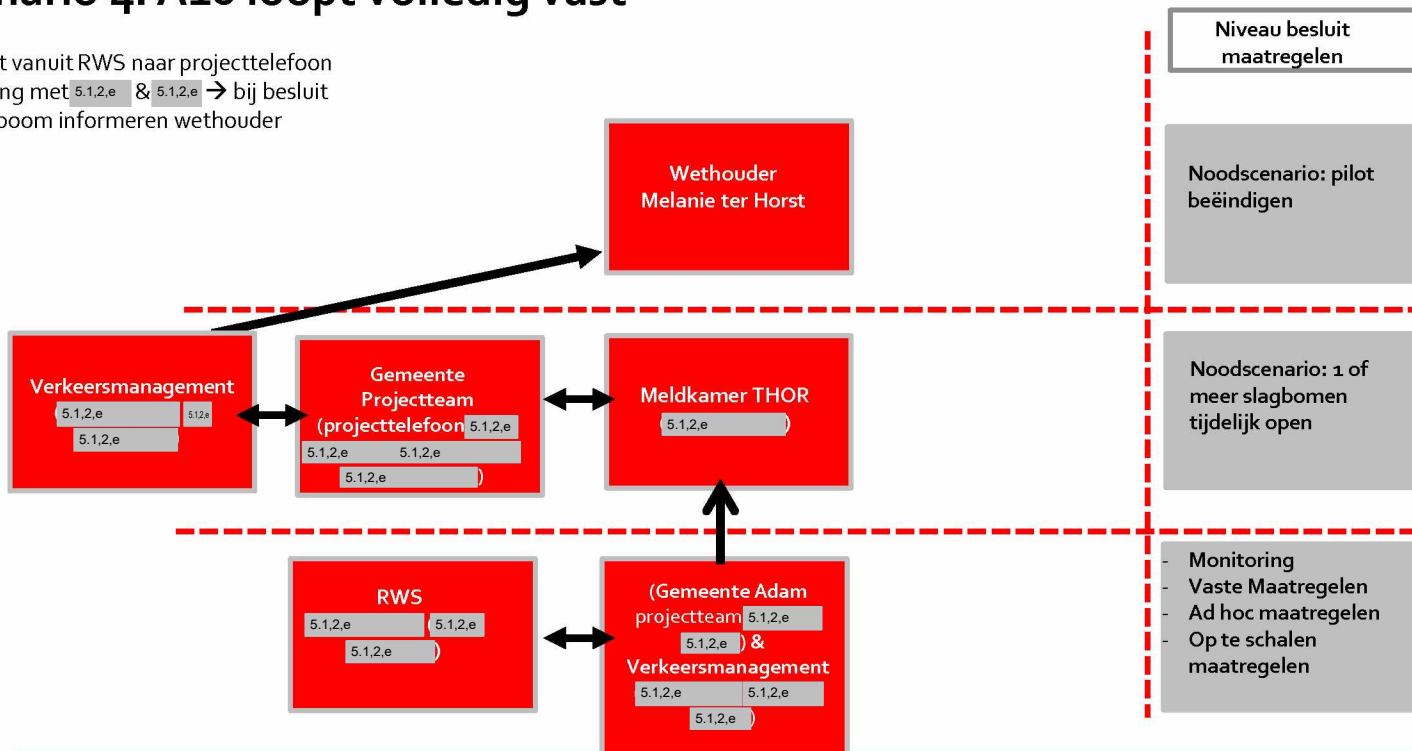 4: A10 loopt volledig vast
t vanuit RWS naar projecttelefoon
ng met 5.1,2,e & 5.1,2,e → bij besluit
boom informeren wethouder
Niveau besluit
maatregelen
Wethouder
Melanie ter Horst
Noodscenario: pilot
beëindigen
Verkeersmanagement
(5.1,2,e 5.1,2,e
5.1,2,e)
Gemeente
Projectteam
(projecttelefoon 5.1,2,e
5.1,2,e 5.1,2,e
5.1,2,e )
Meldkamer THOR
(5.1,2,e )
Noodscenario: 1 of
meer slagbomen
tijdelijk open
RWS
5.1,2,e (5.1,2,e
5.1,2,e )
(Gemeente Adam
projectteam 5.1,2,e
5.1,2,e ) &
Verkeersmanagement
(5.1,2,e 5.1,2,e
5.1,2,e )
- Monitoring
- Vaste Maatregelen
- Ad hoc maatregelen
- Op te schalen
maatregelen